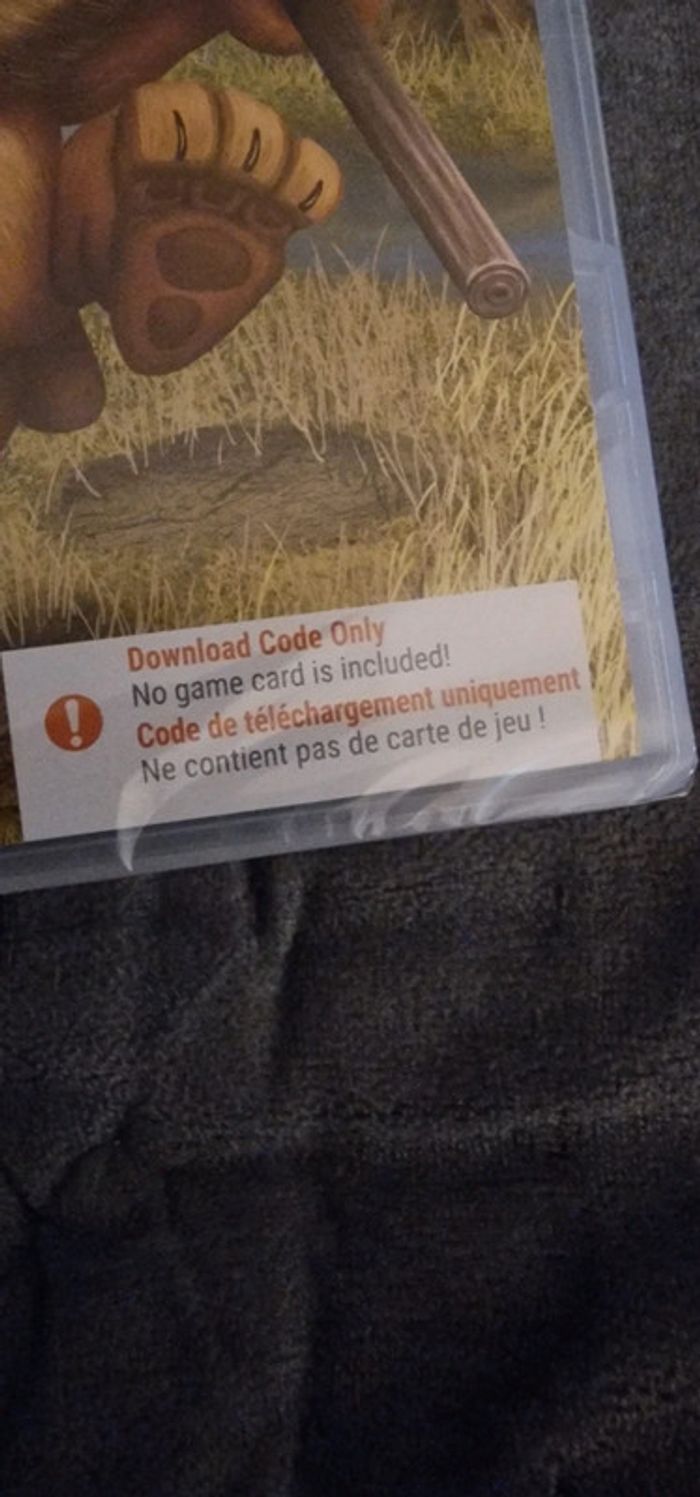 Download Code Only
No game card is included!
Code de téléchargement uniquement
Ne contient pas de carte de jeu !